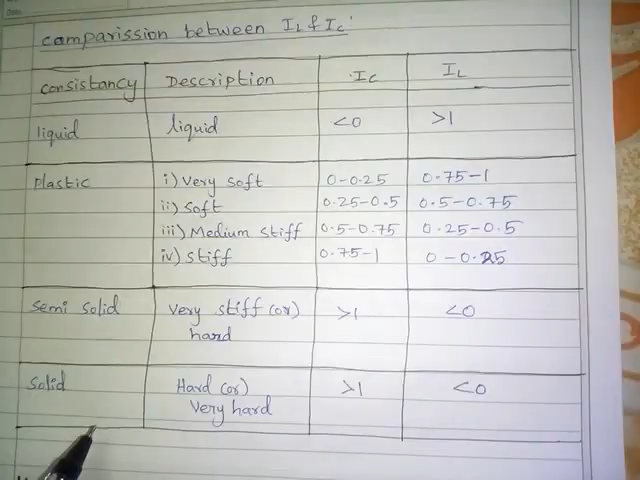 comparission between IL & Ic'
consistancy Description Ic IL
liquid liquid <0 >1
plastic i) Very soft 0-0.25 0.75-1
ii) Soft 0.25-0.5 0.5-0.75
iii) Medium stiff 0.5-0.75 0.25-0.5
iv) stiff 0.75-1 0-0.25
Semi solid Very stiff (or) >1 <0
hard
Solid Hard (or) >1 <0
Very hard